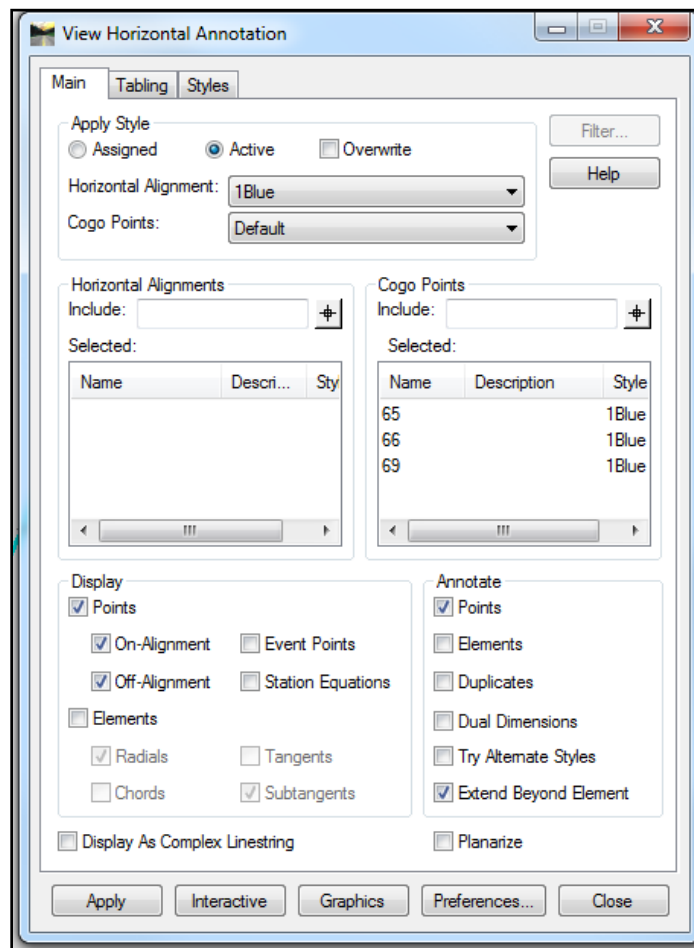 View Horizontal Annotation
Main Tabling Styles
Apply Style
Assigned Active Overwrite
Filter...
Help
Horizontal Alignment: 1Blue
Cogo Points: Default
Horizontal Alignments
Include:
Selected:
Name Descri... Sty
Cogo Points
Include:
Selected:
Name Description Style
65 1Blue
66 1Blue
69 1Blue
Display
Points
On-Alignment Event Points
Off-Alignment Station Equations
Elements
Radials Tangents
Chords Subtangents
Annotate
Points
Elements
Duplicates
Dual Dimensions
Try Alternate Styles
Extend Beyond Element
Display As Complex Linestring Planarize
Apply Interactive Graphics Preferences... Close